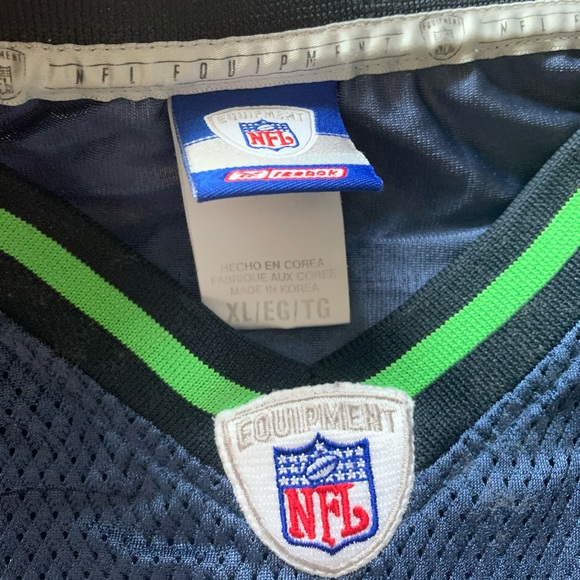 NFL EQUIPMENT
EQUIPMENT
NFL
Reebok
HECHO EN COREA
FABRIQUE AUX COREE
MADE IN KOREA
XL/EG/TG
EQUIPMENT
NFL